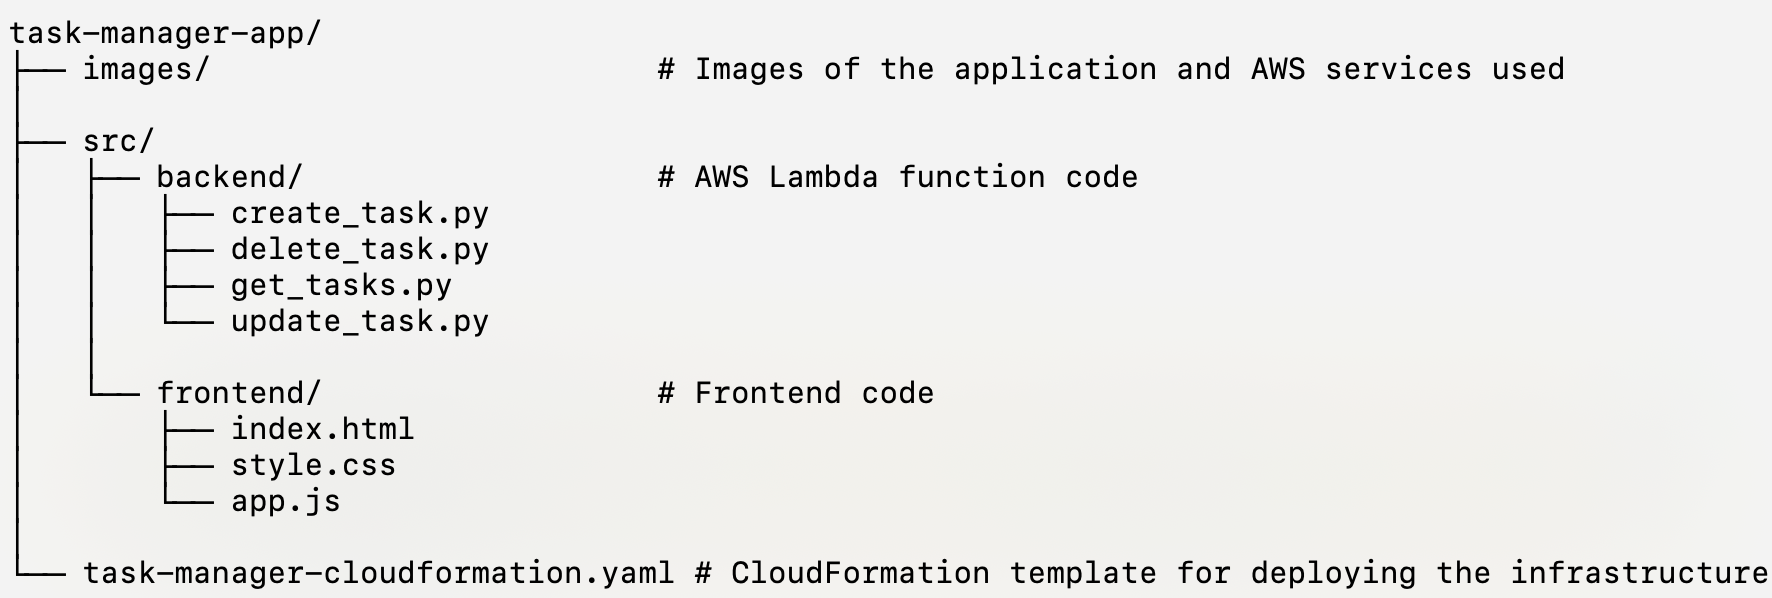 task-manager-app/
├── images/                        # Images of the application and AWS services used
│
├── src/
│   ├── backend/                   # AWS Lambda function code
│   │   ├── create_task.py
│   │   ├── delete_task.py
│   │   ├── get_tasks.py
│   │   └── update_task.py
│   │
│   └── frontend/                  # Frontend code
│       ├── index.html
│       ├── style.css
│       └── app.js
│
└── task-manager-cloudformation.yaml # CloudFormation template for deploying the infrastructure